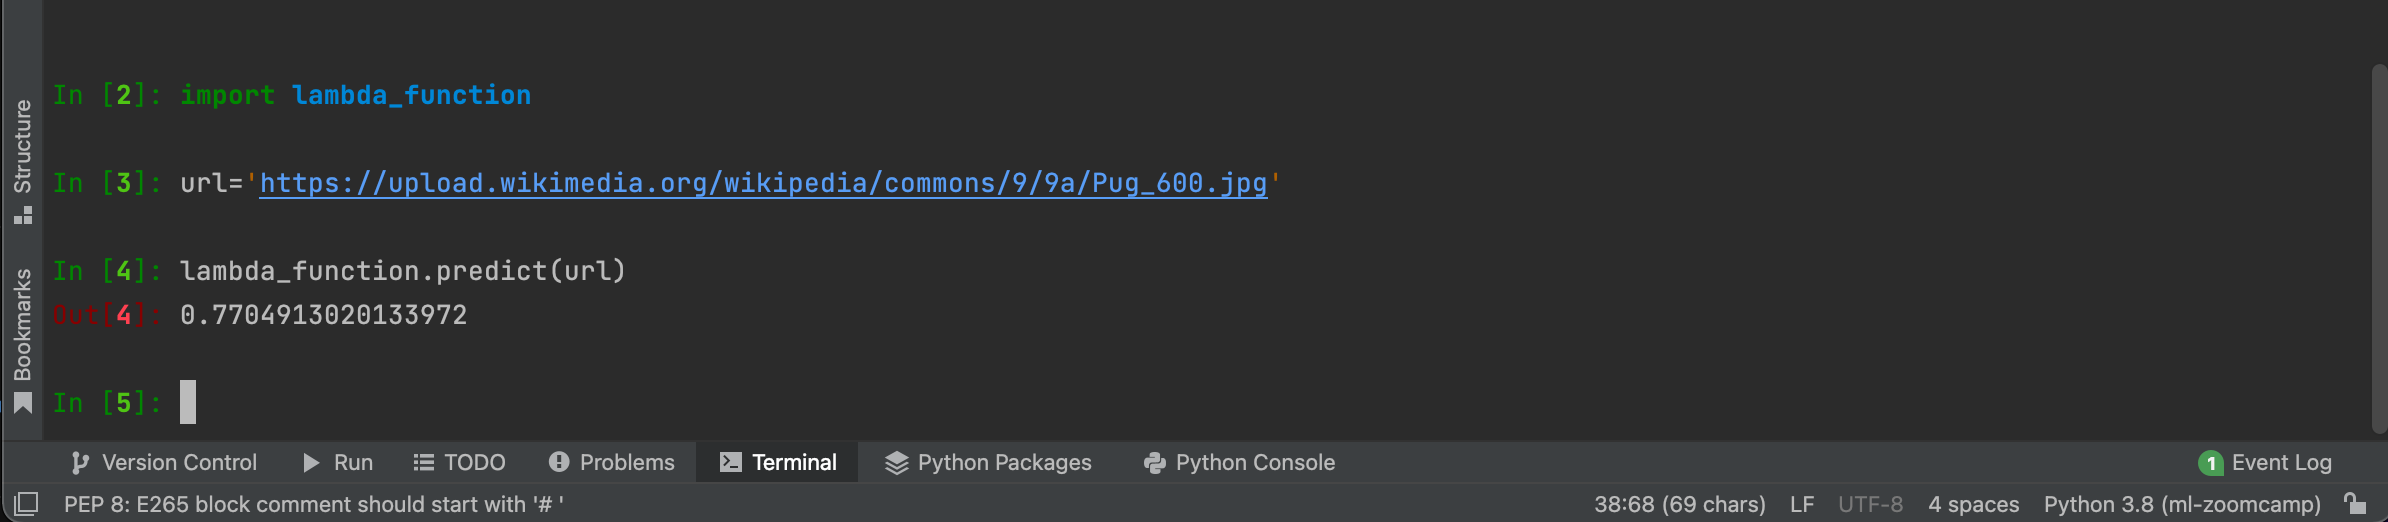 In [2]: import lambda_function
In [3]: url='https://upload.wikimedia.org/wikipedia/commons/9/9a/Pug_600.jpg'
In [4]: lambda_function.predict(url)
Out[4]: 0.7704913020133972
In [5]:
Structure
Bookmarks
Version Control Run TODO Problems Terminal Python Packages Python Console 1 Event Log
PEP 8: E265 block comment should start with '# ' 38:68 (69 chars) LF UTF-8 4 spaces Python 3.8 (ml-zoomcamp)